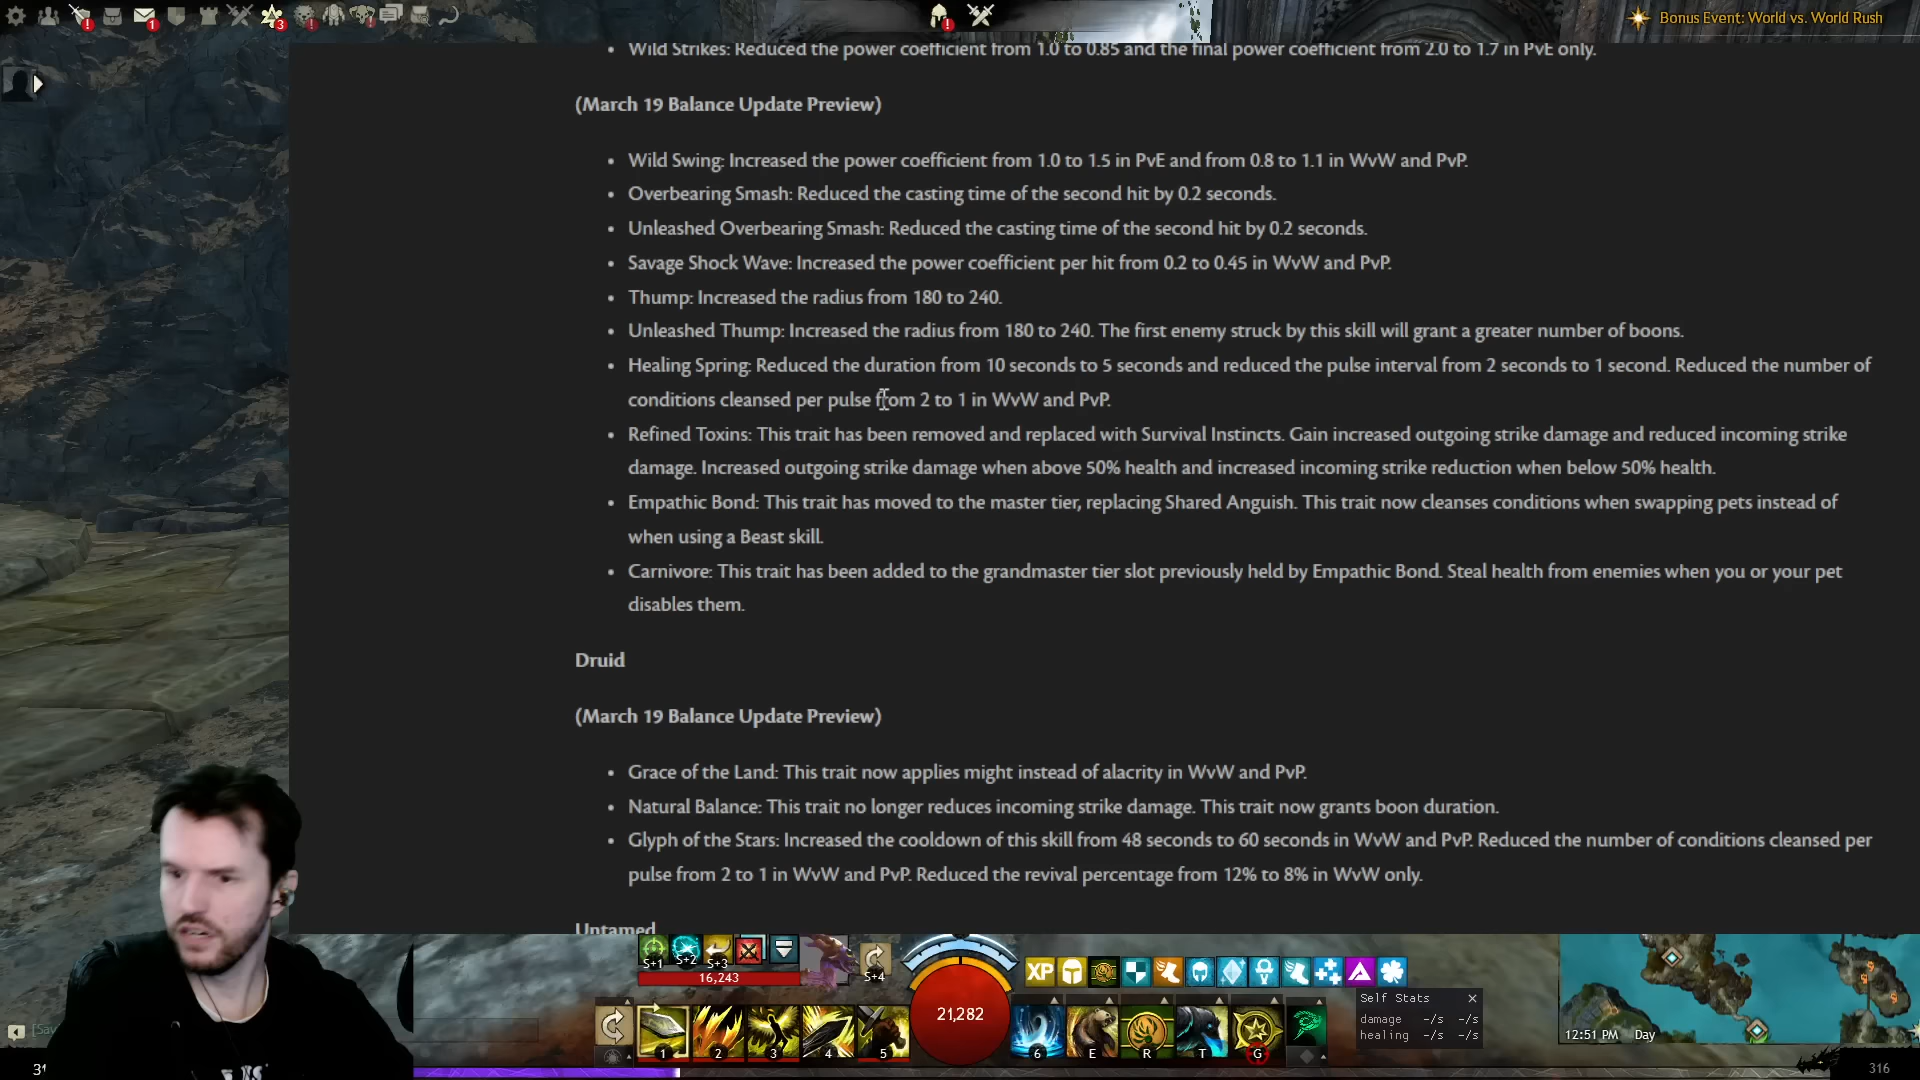 Bonus Event: World vs. World Rush
Wild Strikes: Reduced the power coefficient from 1.0 to 0.85 and the final power coefficient from 2.0 to 1.7 in PvE only.
(March 19 Balance Update Preview)
• Wild Swing: Increased the power coefficient from 1.0 to 1.5 in PvE and from 0.8 to 1.1 in WvW and PvP.
• Overbearing Smash: Reduced the casting time of the second hit by 0.2 seconds.
• Unleashed Overbearing Smash: Reduced the casting time of the second hit by 0.2 seconds.
• Savage Shock Wave: Increased the power coefficient per hit from 0.2 to 0.45 in WvW and PvP.
• Thump: Increased the radius from 180 to 240.
• Unleashed Thump: Increased the radius from 180 to 240. The first enemy struck by this skill will grant a greater number of boons.
• Healing Spring: Reduced the duration from 10 seconds to 5 seconds and reduced the pulse interval from 2 seconds to 1 second. Reduced the number of
conditions cleansed per pulse from 2 to 1 in WvW and PvP.
• Refined Toxins: This trait has been removed and replaced with Survival Instincts. Gain increased outgoing strike damage and reduced incoming strike
damage. Increased outgoing strike damage when above 50% health and increased incoming strike reduction when below 50% health.
• Empathic Bond: This trait has moved to the master tier, replacing Shared Anguish. This trait now cleanses conditions when swapping pets instead of
when using a Beast skill.
• Carnivore: This trait has been added to the grandmaster tier slot previously held by Empathic Bond. Steal health from enemies when you or your pet
disables them.
Druid
(March 19 Balance Update Preview)
• Grace of the Land: This trait now applies might instead of alacrity in WvW and PvP.
• Natural Balance: This trait no longer reduces incoming strike damage. This trait now grants boon duration.
• Glyph of the Stars: Increased the cooldown of this skill from 48 seconds to 60 seconds in WvW and PvP. Reduced the number of conditions cleansed per
pulse from 2 to 1 in WvW and PvP. Reduced the revival percentage from 12% to 8% in WvW only.
Untamed
S+1 S+2 S+3 S+4
16,243
XP
21,282
1 2 3 4 5 6 E R T G
Self Stats
damage -/s -/s
healing -/s -/s
12:51 PM Day
[Sa
316